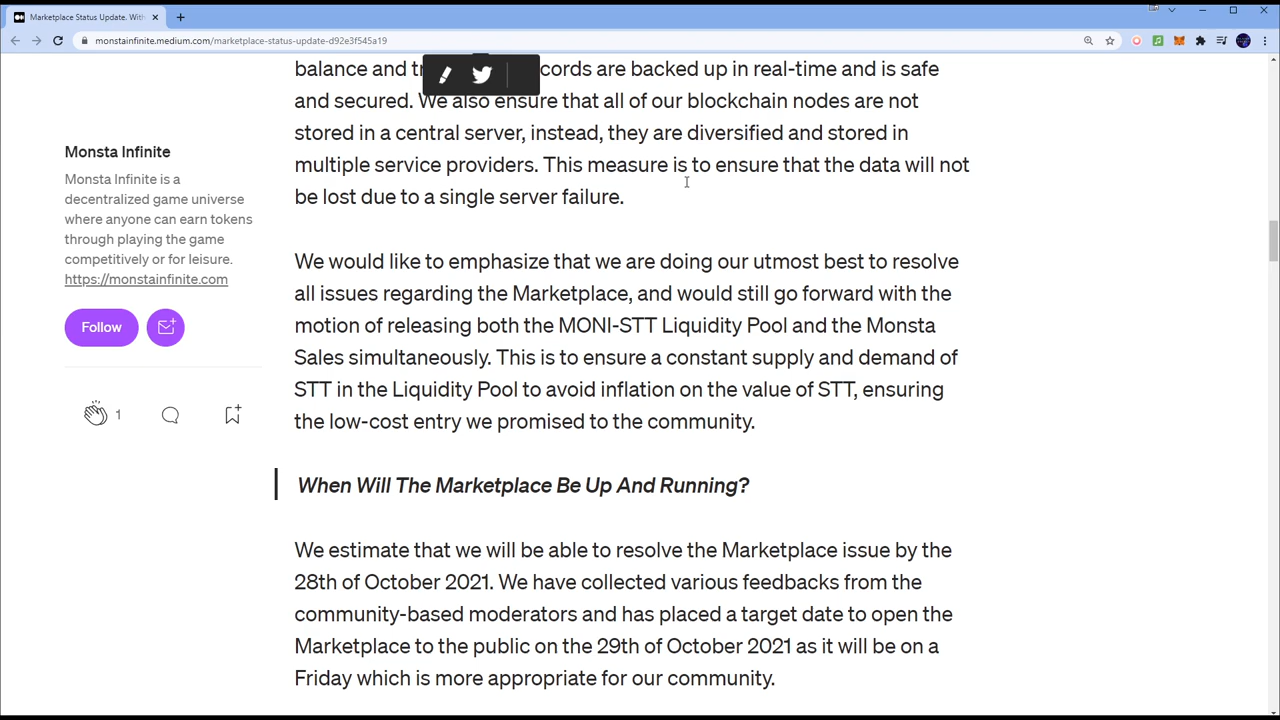 Marketplace Status Update. With
monstainfinite.medium.com/marketplace-status-update-d92e3f545a19
balance and tr cords are backed up in real-time and is safe
and secured. We also ensure that all of our blockchain nodes are not
stored in a central server, instead, they are diversified and stored in
multiple service providers. This measure is to ensure that the data will not
be lost due to a single server failure.
Monsta Infinite
Monsta Infinite is a
decentralized game universe
where anyone can earn tokens
through playing the game
competitively or for leisure.
https://monstainfinite.com
Follow
1
We would like to emphasize that we are doing our utmost best to resolve
all issues regarding the Marketplace, and would still go forward with the
motion of releasing both the MONI-STT Liquidity Pool and the Monsta
Sales simultaneously. This is to ensure a constant supply and demand of
STT in the Liquidity Pool to avoid inflation on the value of STT, ensuring
the low-cost entry we promised to the community.
When Will The Marketplace Be Up And Running?
We estimate that we will be able to resolve the Marketplace issue by the
28th of October 2021. We have collected various feedbacks from the
community-based moderators and has placed a target date to open the
Marketplace to the public on the 29th of October 2021 as it will be on a
Friday which is more appropriate for our community.